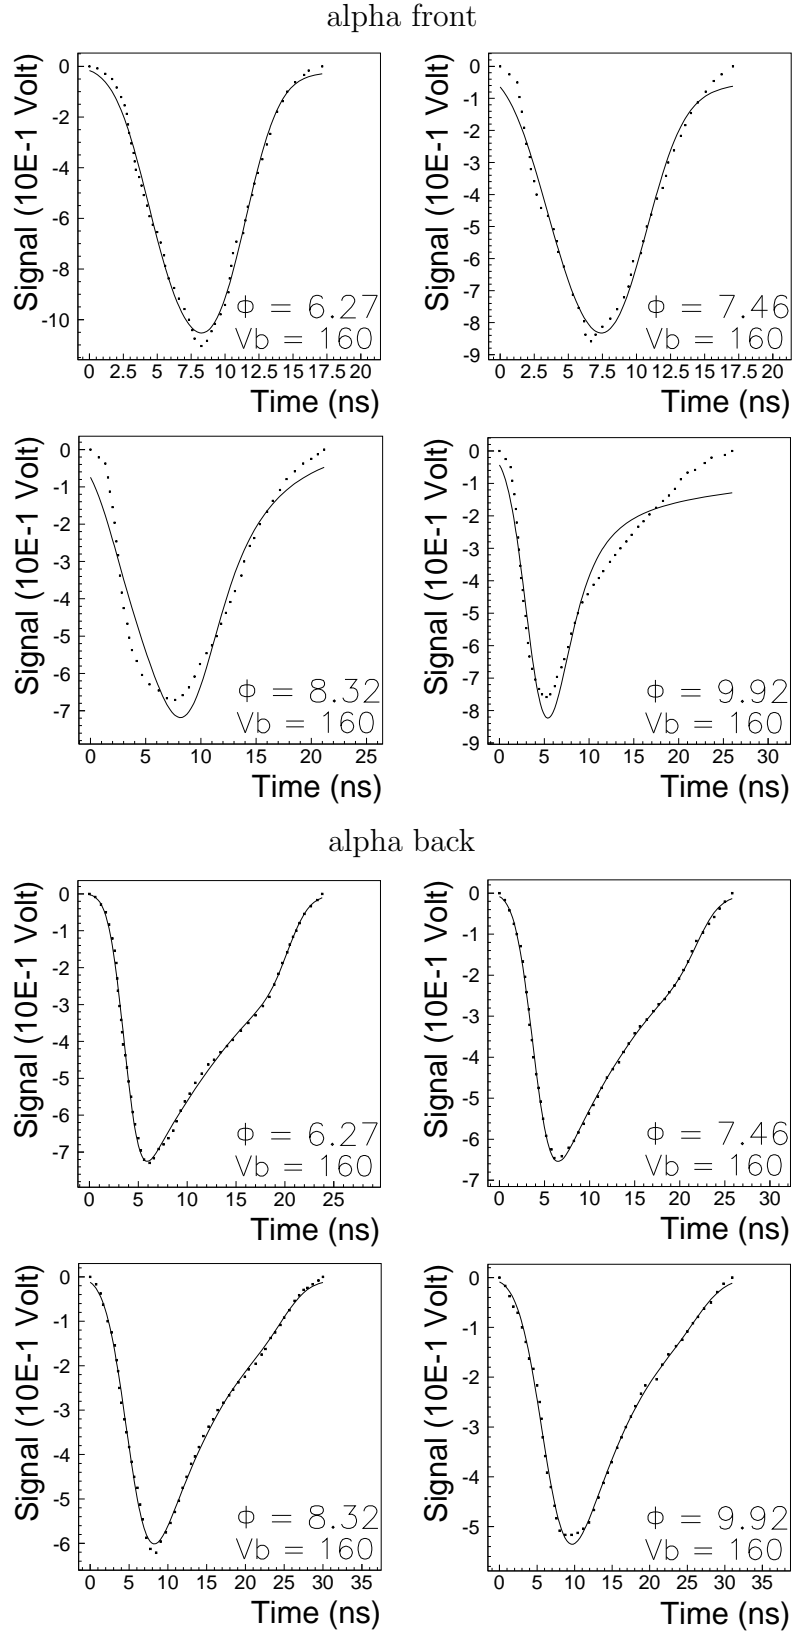 alpha front
Signal (10E-1 Volt)
0
-2
-4
-6
-8
-10
Φ = 6.27
Vb = 160
0 2.5 5 7.5 10 12.5 15 17.5 20
Time (ns)
Signal (10E-1 Volt)
0
-1
-2
-3
-4
-5
-6
-7
-8
-9
Φ = 7.46
Vb = 160
0 2.5 5 7.5 10 12.5 15 17.5 20
Time (ns)
Signal (10E-1 Volt)
0
-1
-2
-3
-4
-5
-6
-7
Φ = 8.32
Vb = 160
0 5 10 15 20 25
Time (ns)
Signal (10E-1 Volt)
0
-1
-2
-3
-4
-5
-6
-7
-8
-9
Φ = 9.92
Vb = 160
0 5 10 15 20 25 30
Time (ns)
alpha back
Signal (10E-1 Volt)
0
-1
-2
-3
-4
-5
-6
-7
Φ = 6.27
Vb = 160
0 5 10 15 20 25
Time (ns)
Signal (10E-1 Volt)
0
-1
-2
-3
-4
-5
-6
-7
Φ = 7.46
Vb = 160
0 5 10 15 20 25 30
Time (ns)
Signal (10E-1 Volt)
0
-1
-2
-3
-4
-5
-6
Φ = 8.32
Vb = 160
0 5 10 15 20 25 30 35
Time (ns)
Signal (10E-1 Volt)
0
-1
-2
-3
-4
-5
Φ = 9.92
Vb = 160
0 5 10 15 20 25 30 35
Time (ns)